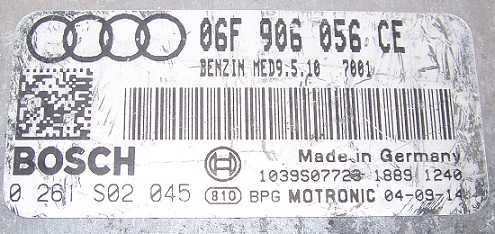 06F 906 056 CE
BENZIN MED9.5.10 7001
BOSCH
Made in Germany
1039S07723 1889 1240
0 261 S02 045 810 BPG MOTRONIC 04-09-14